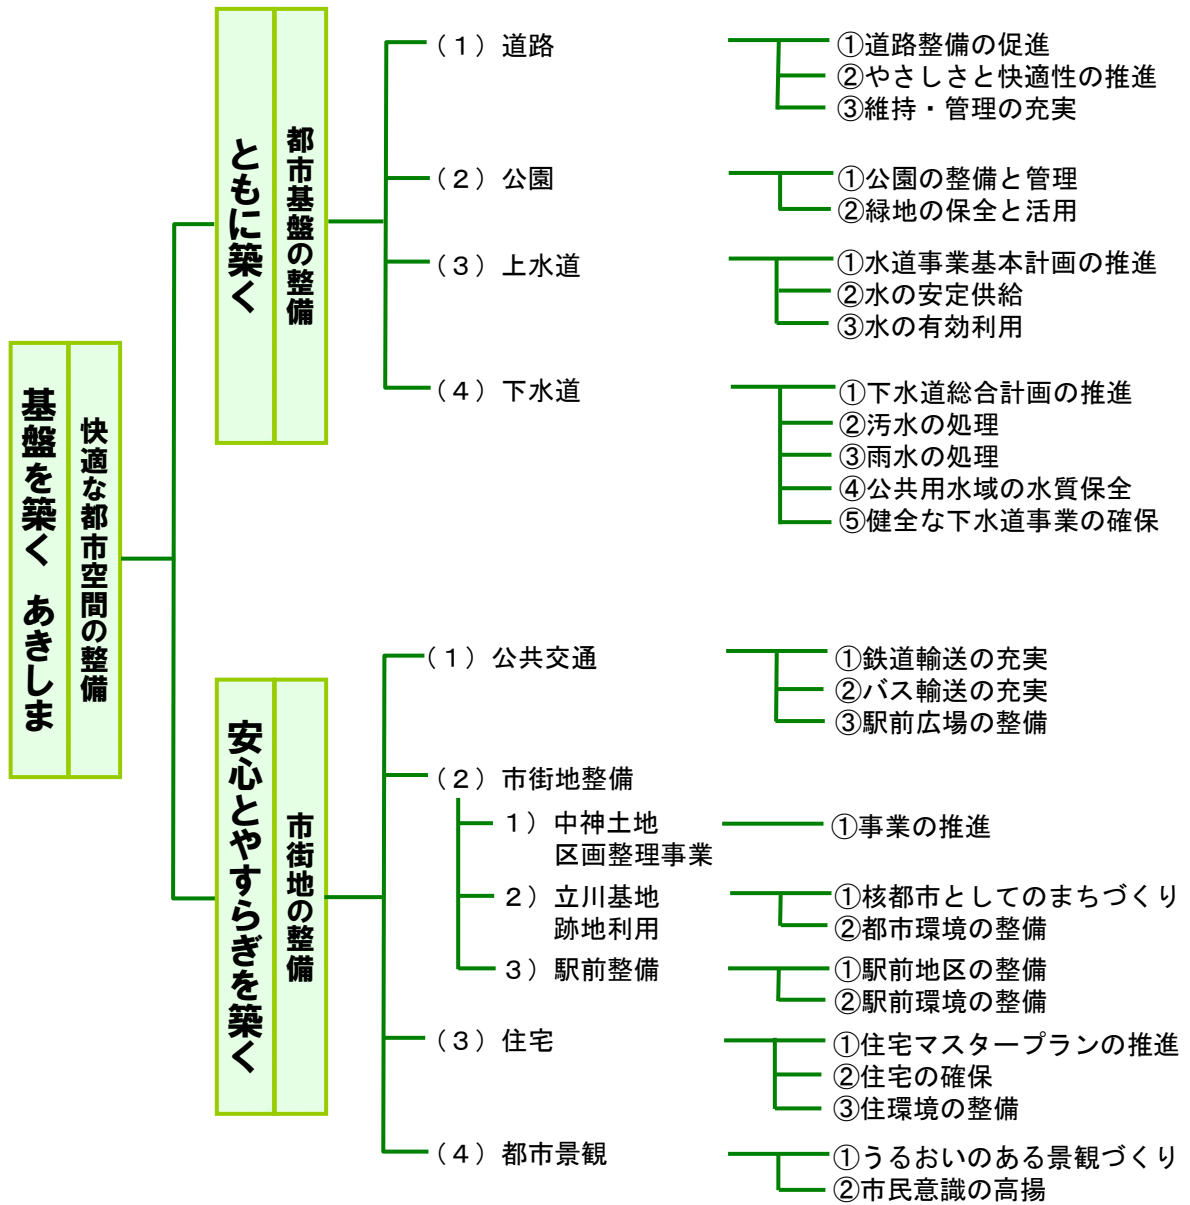 基盤を築く　あきしま
快適な都市空間の整備
ともに築く
都市基盤の整備
（１）道路
①道路整備の促進
②やさしさと快適性の推進
③維持・管理の充実
（２）公園
①公園の整備と管理
②緑地の保全と活用
（３）上水道
①水道事業基本計画の推進
②水の安定供給
③水の有効利用
（４）下水道
①下水道総合計画の推進
②汚水の処理
③雨水の処理
④公共用水域の水質保全
⑤健全な下水道事業の確保
安心とやすらぎを築く
市街地の整備
（１）公共交通
①鉄道輸送の充実
②バス輸送の充実
③駅前広場の整備
（２）市街地整備
１）中神土地
区画整理事業
①事業の推進
２）立川基地
跡地利用
①核都市としてのまちづくり
②都市環境の整備
３）駅前整備
①駅前地区の整備
②駅前環境の整備
（３）住宅
①住宅マスタープランの推進
②住宅の確保
③住環境の整備
（４）都市景観
①うるおいのある景観づくり
②市民意識の高揚